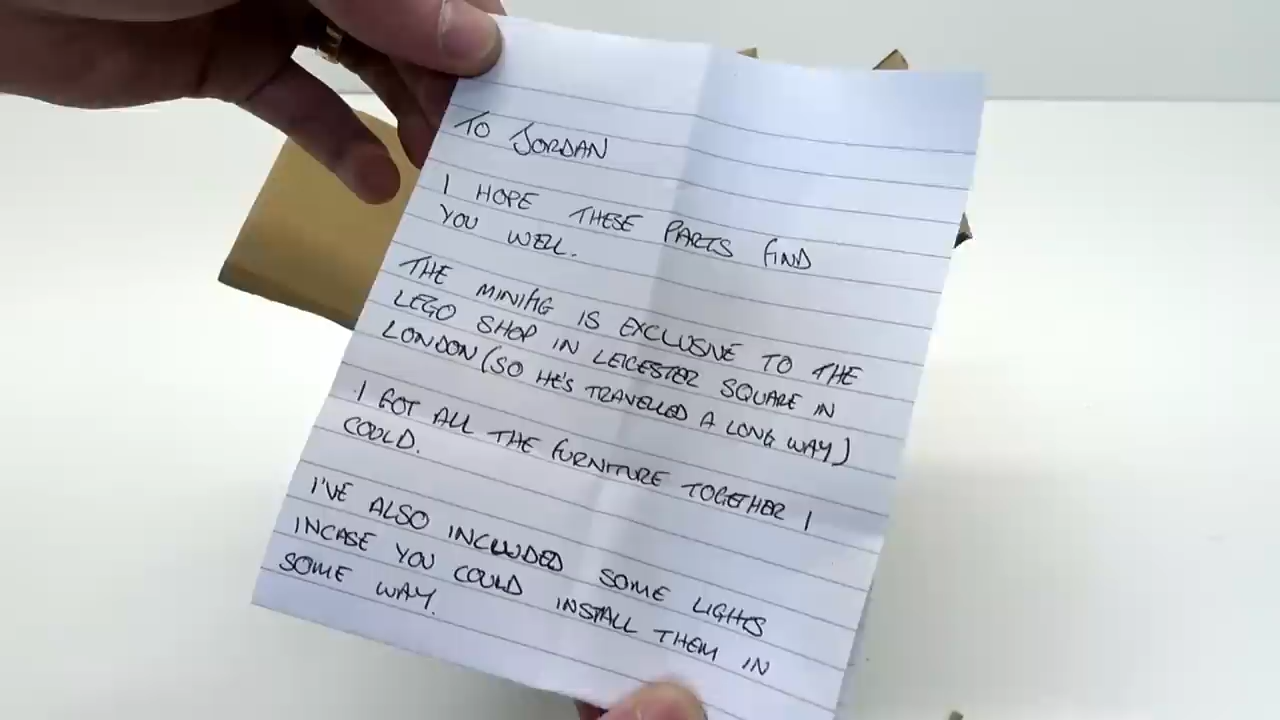 TO JORDAN
I HOPE THESE PARTS FIND
YOU WELL.
THE MINIFIG IS EXCLUSIVE TO THE
LEGO SHOP IN LEICESTER SQUARE IN
LONDON (SO HE'S TRAVELLED A LONG WAY)
I GOT ALL THE FURNITURE TOGETHER I
COULD.
I'VE ALSO INCLUDED SOME LIGHTS
INCASE YOU COULD INSTALL THEM IN
SOME WAY.